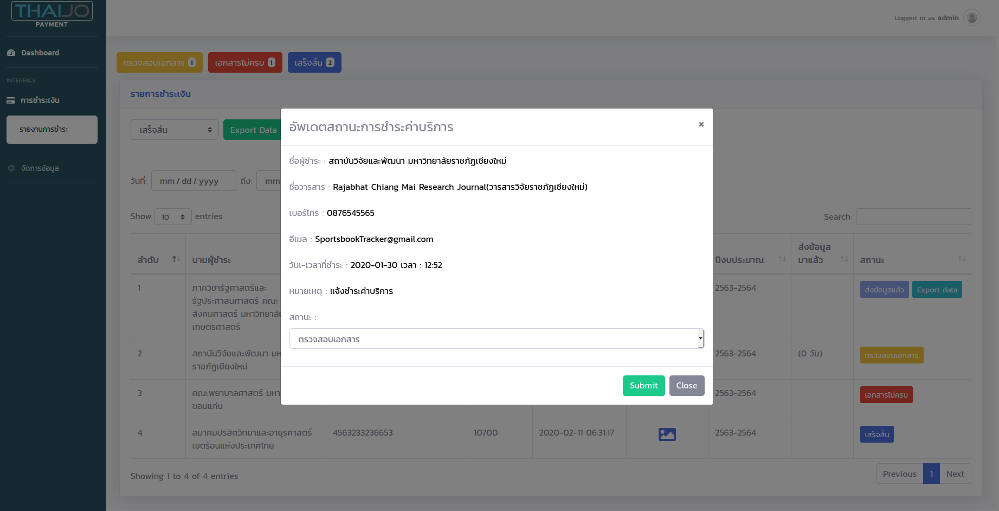 THAIJO
PAYMENT
Logged in as admin
Dashboard
INTERFACE
การชำระเงิน
รายงานการชำระ
จัดการข้อมูล
ตรวจสอบเอกสาร 1
เอกสารไม่ครบ 1
เสร็จสิ้น 2
รายการชำระเงิน
เสร็จสิ้น
Export Data
วันที่: mm / dd / yyyy ถึง: mm
Show 10 entries
Search:
ลำดับ
นามผู้ชำระ
ปีงบประมาณ
ส่งข้อมูล
มาแล้ว
สถานะ
1
ภาควิชารัฐศาสตร์และ
รัฐประศาสนศาสตร์ คณะ
สังคมศาสตร์ มหาวิทยาลัย
เกษตรศาสตร์
2563-2564
ส่งข้อมูลแล้ว
Export data
2
สถาบันวิจัยและพัฒนา มห
ราชภัฏเชียงใหม่
2563-2564
(0 วัน)
ตรวจสอบเอกสาร
3
คณะพยาบาลศาสตร์ มหา
ขอนแก่น
2563-2564
เอกสารไม่ครบ
4
สมาคมปรสิตวิทยาและอายุรศาสตร์
เขตร้อนแห่งประเทศไทย
4563233236653
10700
2020-02-11 06:31:17
2563-2564
เสร็จสิ้น
Showing 1 to 4 of 4 entries
Previous 1 Next
อัพเดตสถานะการชำระค่าบริการ
×
ชื่อผู้ชำระ : สถาบันวิจัยและพัฒนา มหาวิทยาลัยราชภัฏเชียงใหม่
ชื่อวารสาร : Rajabhat Chiang Mai Research Journal(วารสารวิจัยราชภัฏเชียงใหม่)
เบอร์โทร : 0876545565
อีเมล : SportsbookTracker@gmail.com
วันเ-เวลาที่ชำระ : 2020-01-30 เวลา : 12:52
หมายเหตุ : แจ้งชำระค่าบริการ
สถานะ :
ตรวจสอบเอกสาร
Submit
Close